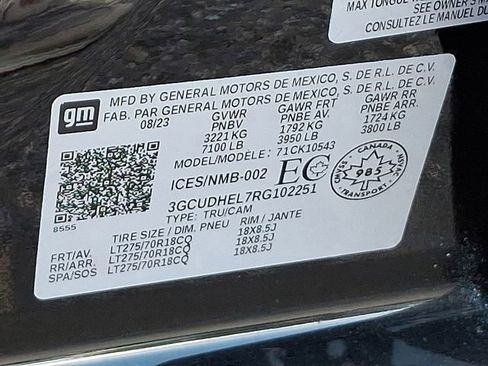 MAX TONGUE
SEE OWNER'S M
CONSULTEZ LE MANUEL DU
gm
MFD BY GENERAL MOTORS DE MEXICO, S. DE R.L. DE C.V.
FAB. PAR GENERAL MOTORS DE MEXICO, S. DE R.L. DE C.V.
08/23 GVWR GAWR FRT GAWR RR
PNBV PNBE AV. PNBE ARR.
3221 kg 1792 KG 1724 KG
7100 LB 3950 LB 3800 LB
MODEL/MODELE: 71CK10543
ICES/NMB-002 EC
CANADA
985
TRANSPORT
3GCUDHEL7RG102251
8555
TYPE: TRU/CAM
TIRE SIZE / DIM. PNEU RIM / JANTE
FRT/AV. LT275/70R18CQ 18X8.5J
RR/ARR. LT275/70R18CQ 18X8.5J
SPA/SOS LT275/70R18CQ 18X8.5J